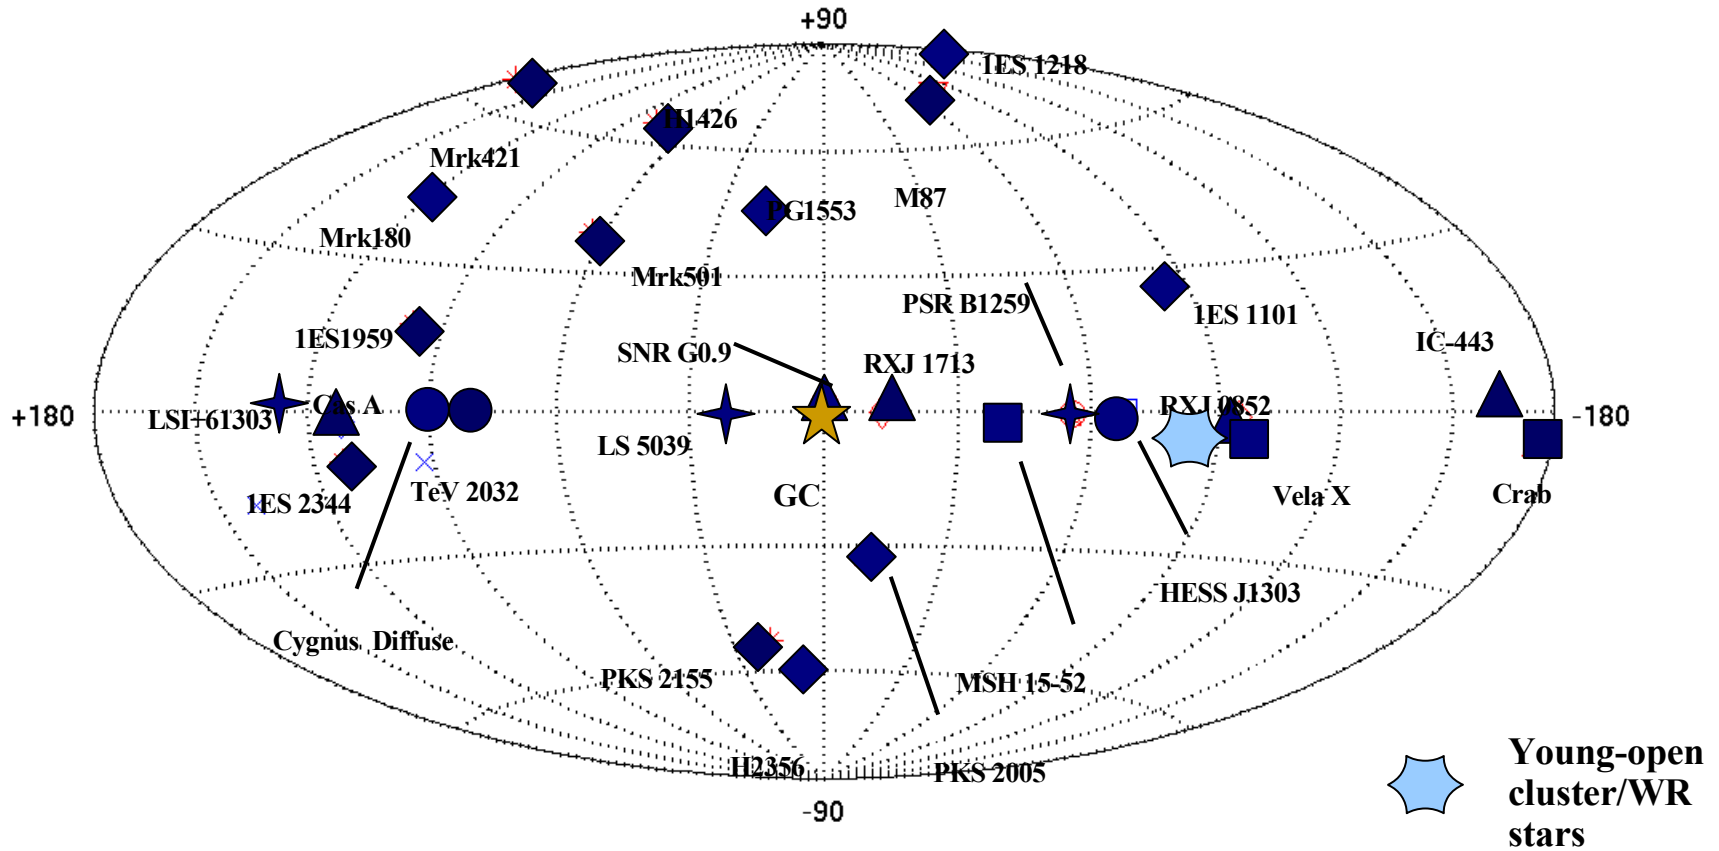 +90
1ES 1218
H1426
Mrk421
M87
PG1553
Mrk180
Mrk501
PSR B1259
1ES 1101
1ES1959
SNR G0.9
RXJ 1713
IC-443
+180
LSI+61303
Cas A
RXJ 0852
-180
LS 5039
1ES 2344
TeV 2032
GC
Vela X
Crab
HESS J1303
Cygnus Diffuse
PKS 2155
MSH 15-52
H2356
PKS 2005
-90
Young-open
cluster/WR
stars